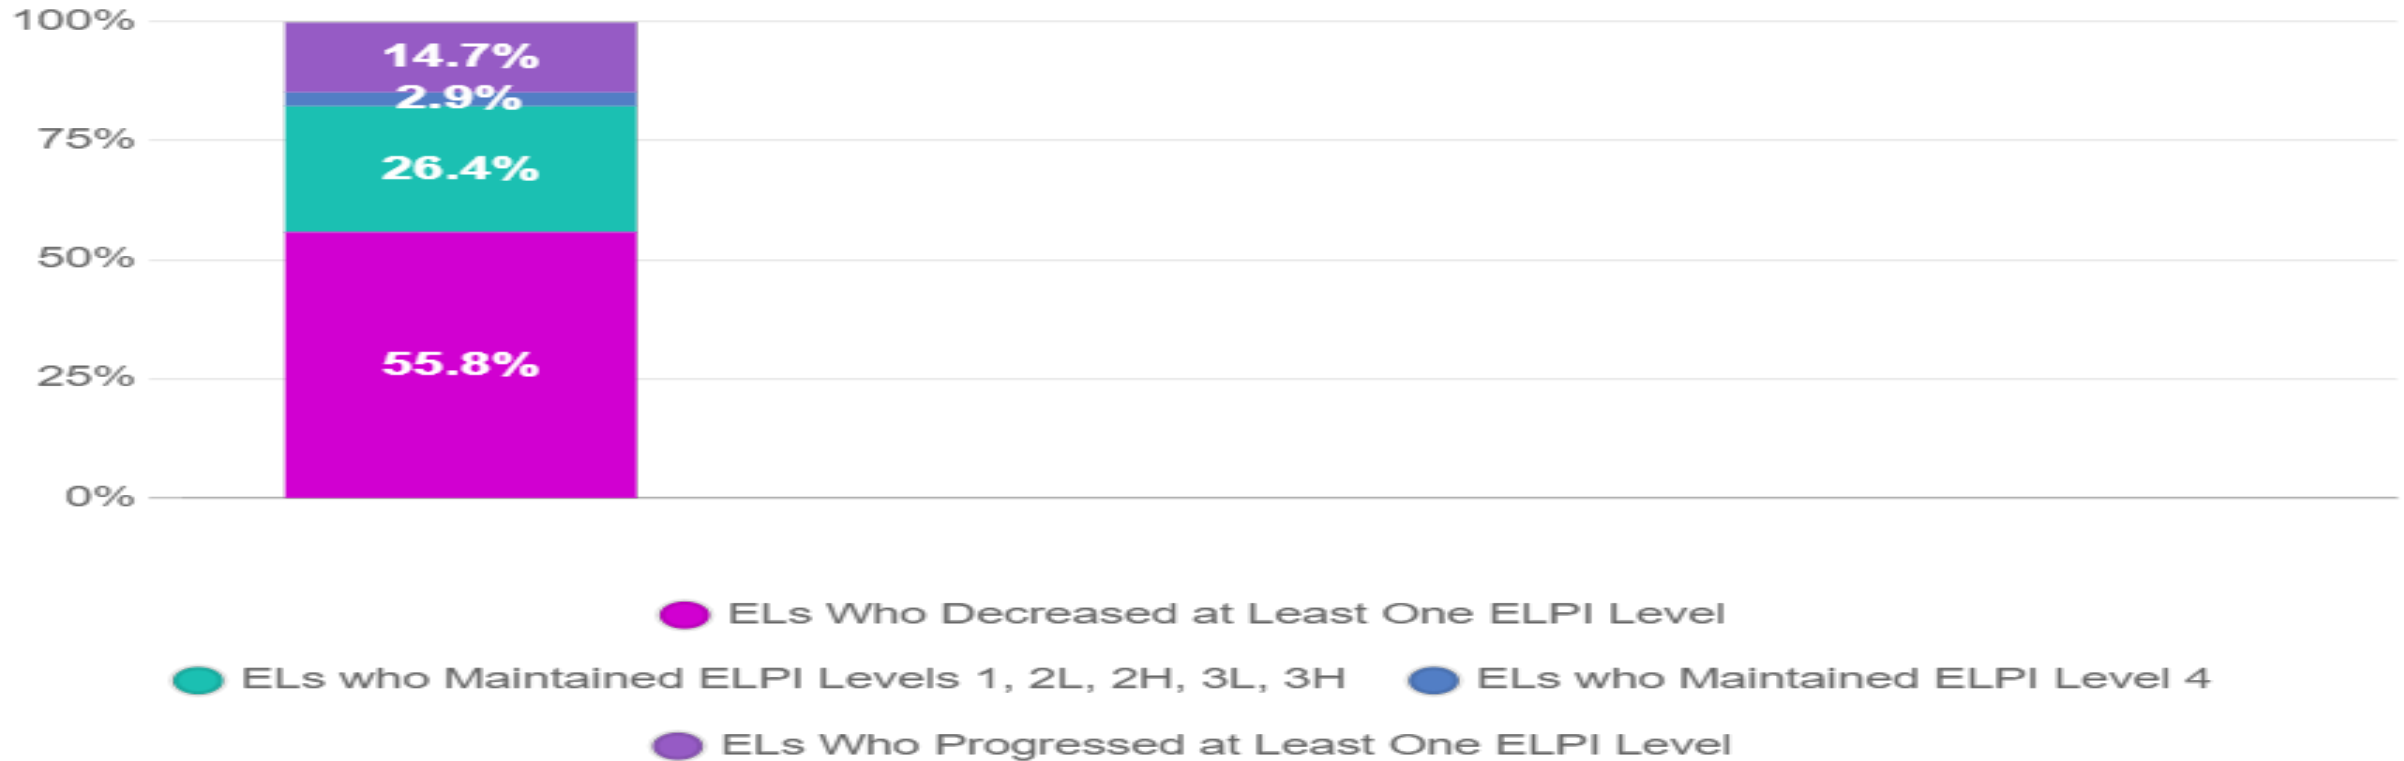 100%
14.7%
2.9%
75%
26.4%
50%
55.8%
25%
0%
ELs Who Decreased at Least One ELPI Level
ELs who Maintained ELPI Levels 1, 2L, 2H, 3L, 3H
ELs who Maintained ELPI Level 4
ELs Who Progressed at Least One ELPI Level